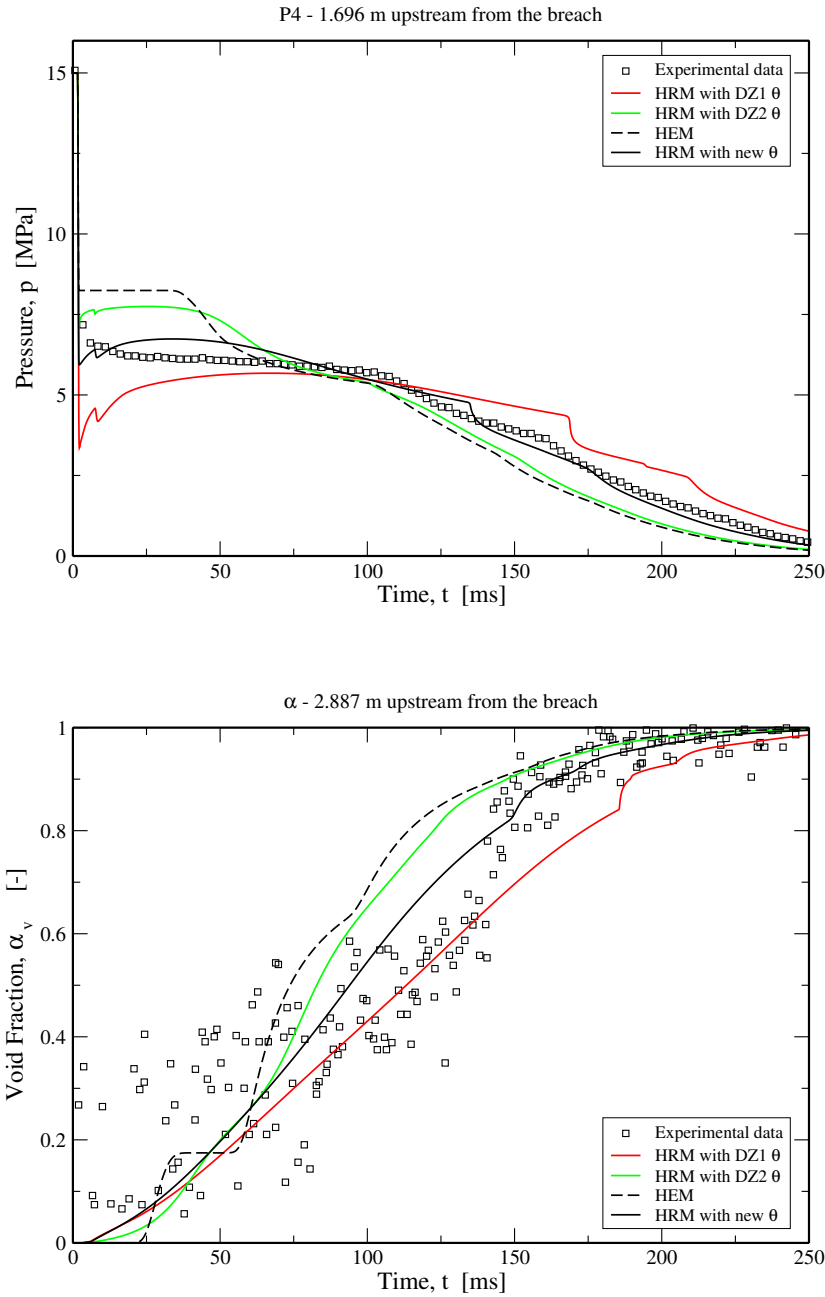 P4 - 1.696 m upstream from the breach
15
10
5
0
Pressure, p [MPa]
Experimental data
HRM with DZ1 θ
HRM with DZ2 θ
HEM
HRM with new θ
0 50 100 150 200 250
Time, t [ms]
α - 2.887 m upstream from the breach
1
0.8
0.6
0.4
0.2
0
Void Fraction, α_v [-]
Experimental data
HRM with DZ1 θ
HRM with DZ2 θ
HEM
HRM with new θ
0 50 100 150 200 250
Time, t [ms]